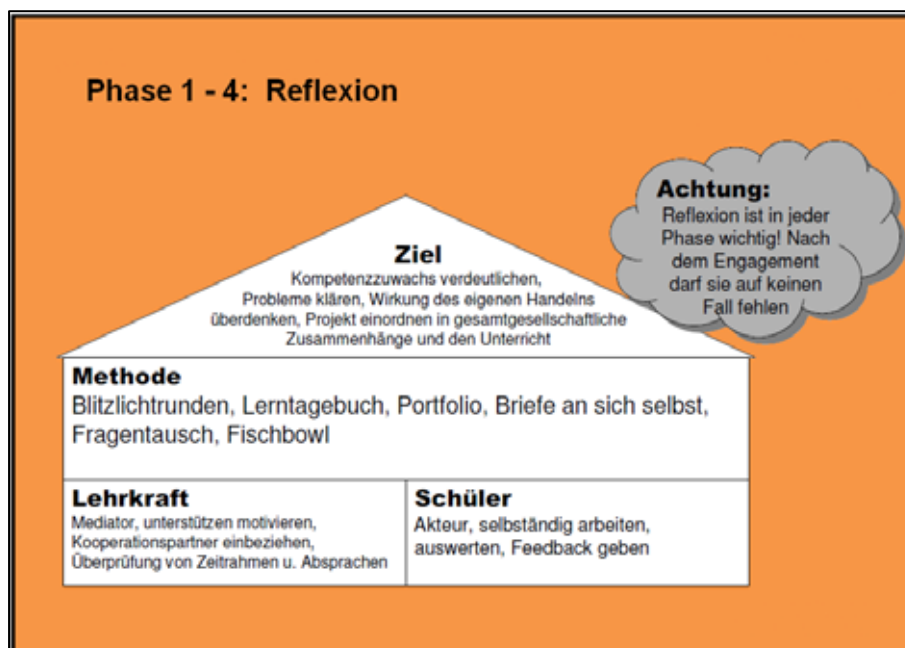 Phase 1 - 4: Reflexion
Achtung:
Reflexion ist in jeder
Phase wichtig! Nach
dem Engagement
darf sie auf keinen
Fall fehlen
Ziel
Kompetenzzuwachs verdeutlichen,
Probleme klären, Wirkung des eigenen Handelns
überdenken, Projekt einordnen in gesamtgesellschaftliche
Zusammenhänge und den Unterricht
Methode
Blitzlichtrunden, Lerntagebuch, Portfolio, Briefe an sich selbst,
Fragentausch, Fischbowl
Lehrkraft
Mediator, unterstützen motivieren,
Kooperationspartner einbeziehen,
Überprüfung von Zeitrahmen u. Absprachen
Schüler
Akteur, selbständig arbeiten,
auswerten, Feedback geben